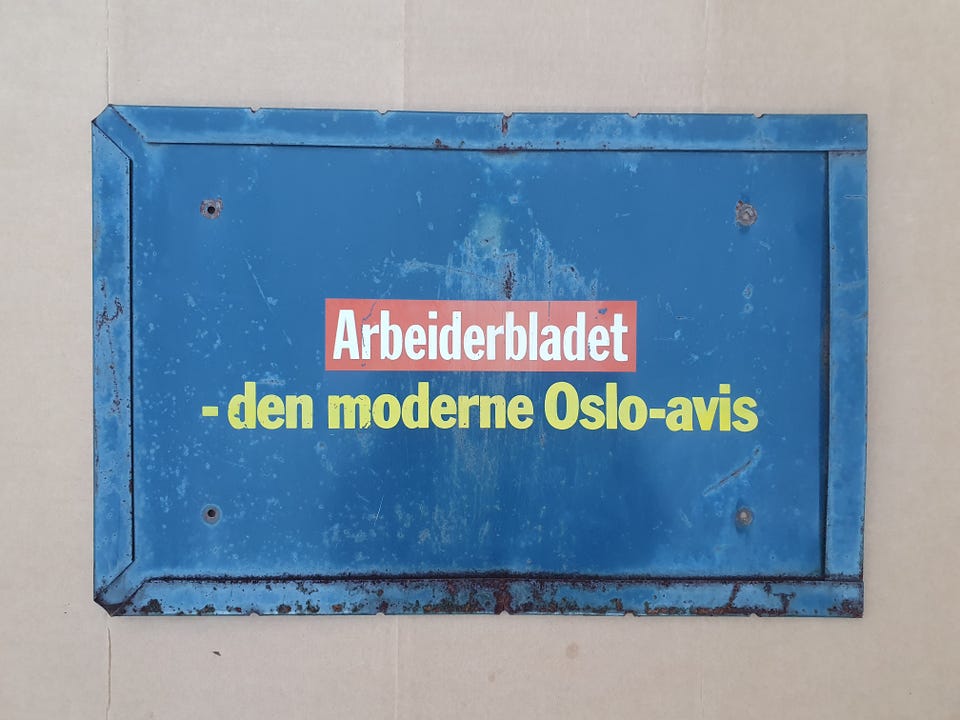 Arbeiderbladet
- den moderne Oslo-avis